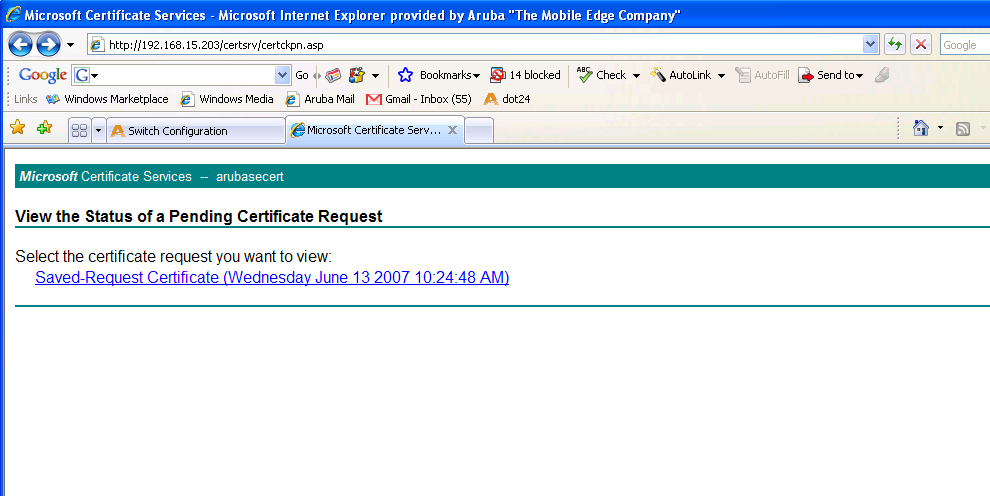 Microsoft Certificate Services - Microsoft Internet Explorer provided by Aruba "The Mobile Edge Company"
http://192.168.15.203/certsrv/certckpn.asp
Google
Google G Go Bookmarks 14 blocked ABC Check AutoLink AutoFill Send to
Links Windows Marketplace Windows Media Aruba Mail Gmail - Inbox (55) dot24
Switch Configuration Microsoft Certificate Serv...
Microsoft Certificate Services -- arubasecert
View the Status of a Pending Certificate Request
Select the certificate request you want to view:
Saved-Request Certificate (Wednesday June 13 2007 10:24:48 AM)